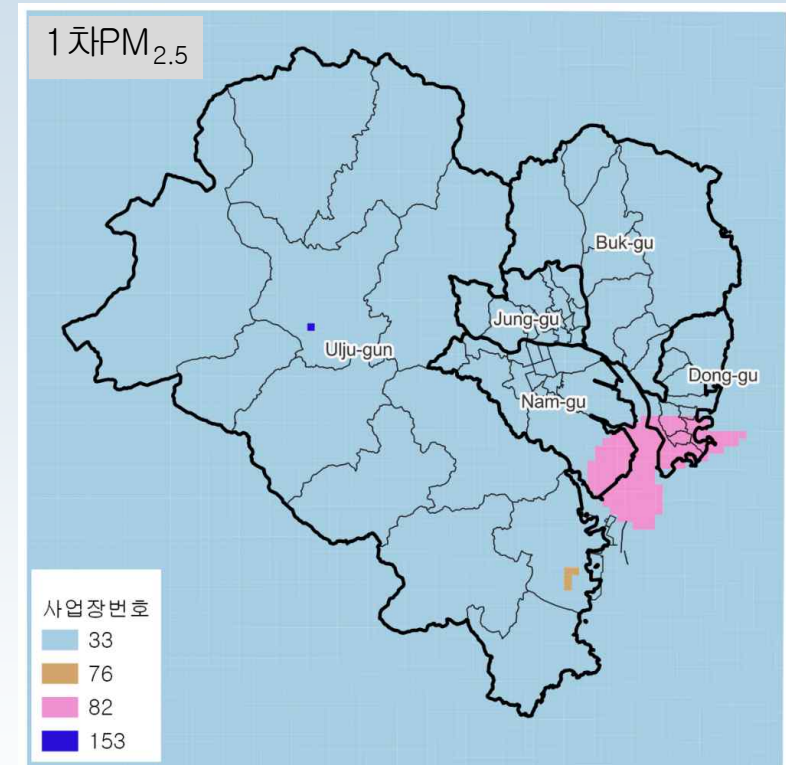 1차PM2.5
Buk-gu
Jung-gu
Ulju-gun
Dong-gu
Nam-gu
사업장번호
33
76
82
153